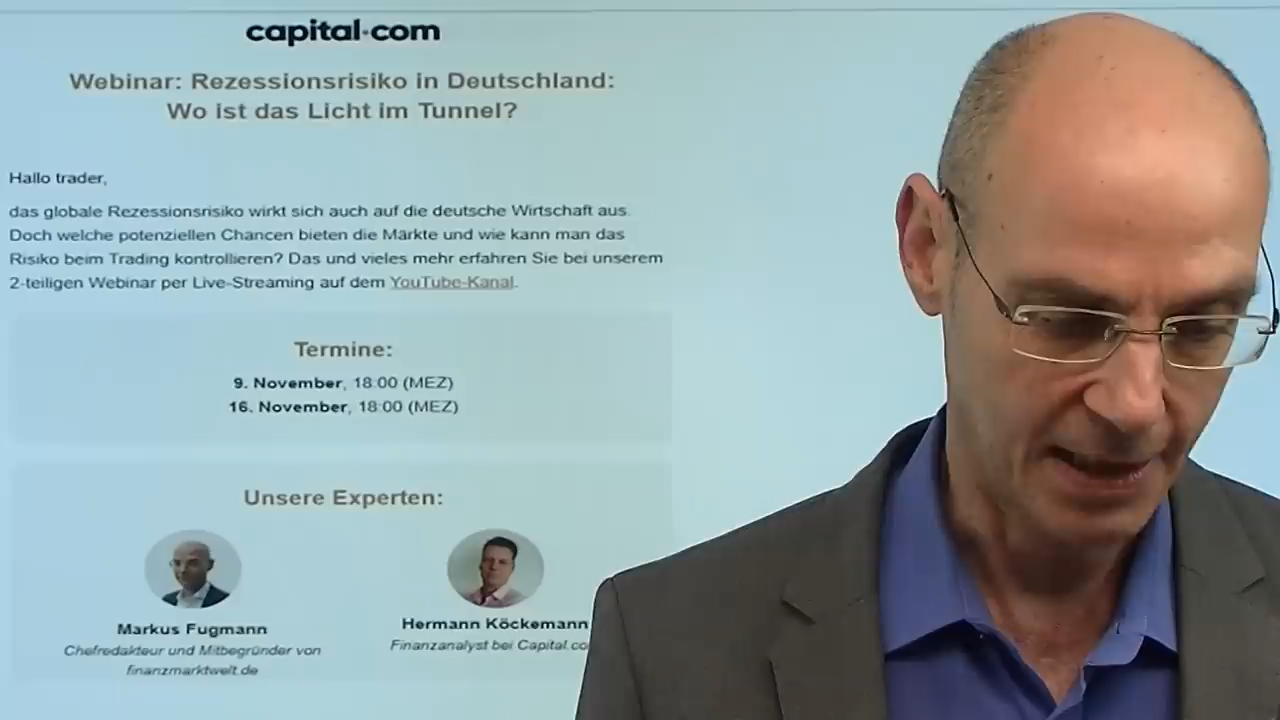 capital.com
Webinar: Rezessionsrisiko in Deutschland:
Wo ist das Licht im Tunnel?
Hallo trader,
das globale Rezessionsrisiko wirkt sich auch auf die deutsche Wirtschaft aus.
Doch welche potenziellen Chancen bieten die Märkte und wie kann man das
Risiko beim Trading kontrollieren? Das und vieles mehr erfahren Sie bei unserem
2-teiligen Webinar per Live-Streaming auf dem YouTube-Kanal.
Termine:
9. November, 18:00 (MEZ)
16. November, 18:00 (MEZ)
Unsere Experten:
Markus Fugmann
Chefredakteur und Mitbegründer von
finanzmarktwelt.de
Hermann Köckemann
Finanzanalyst bei Capital.co